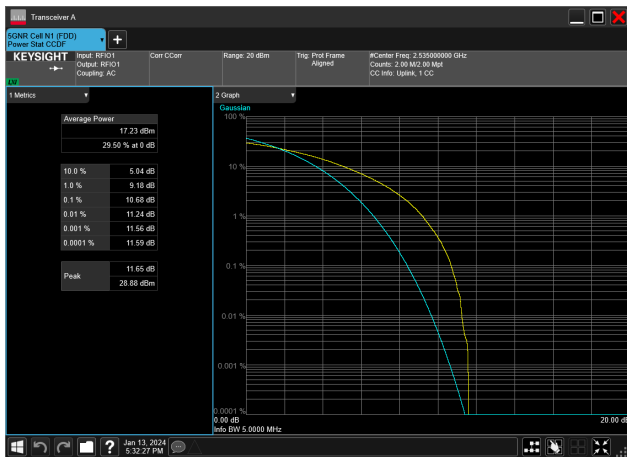 Transceiver A
5GNR Cell N1 (FDD)
Power Stat CCDF
KEYSIGHT
Input: RFIO1
Output: RFIO1
Coupling: AC
Corr CCorr
Range: 20 dBm
Trig: Prot Frame
Aligned
#Center Freq: 2.535000000 GHz
Counts: 2.00 M/2.00 Mpt
CC Info: Uplink, 1 CC
1 Metrics
Average Power
17.23 dBm
29.50 % at 0 dB
10.0 % 5.04 dB
1.0 % 9.18 dB
0.1 % 10.68 dB
0.01 % 11.24 dB
0.001 % 11.56 dB
0.0001 % 11.59 dB
Peak
11.65 dB
28.88 dBm
2 Graph
Gaussian
100 %
10 %
1 %
0.1 %
0.01 %
0.001 %
0.0001 %
0.00 dB
20.00 dB
Info BW 5.0000 MHz
Jan 13, 2024
5:32:27 PM